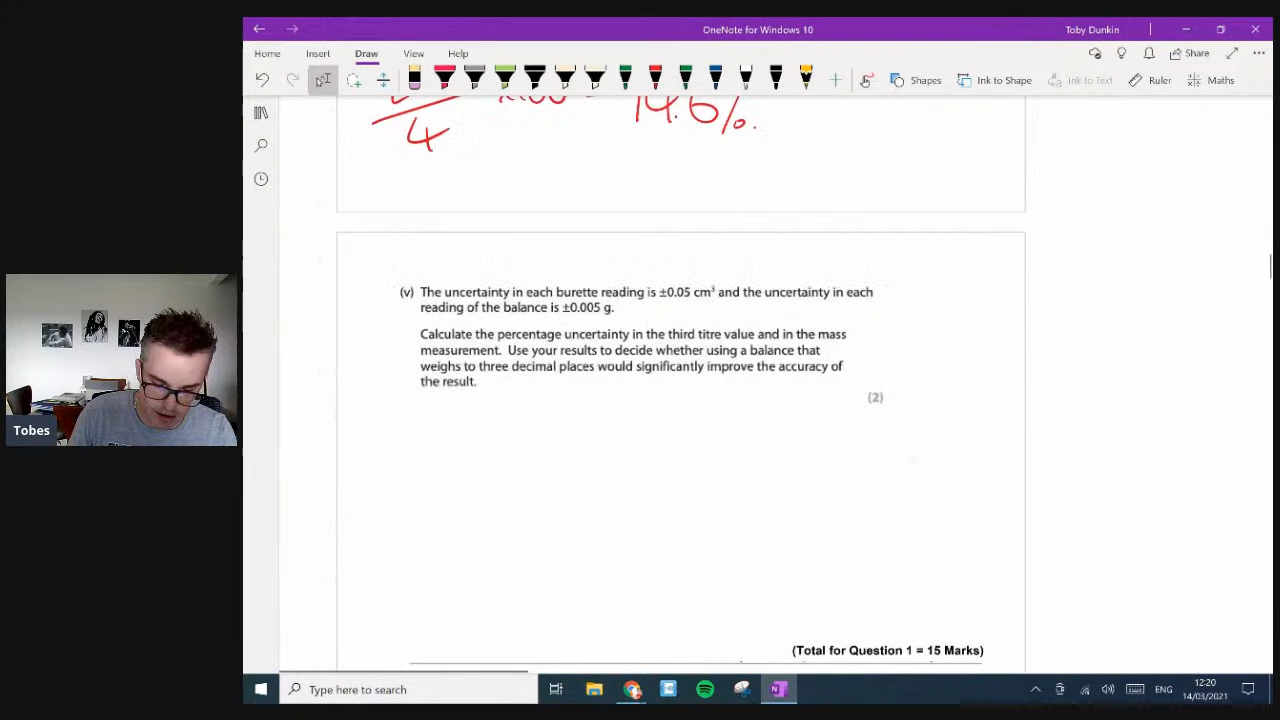 OneNote for Windows 10
Toby Dunkin
Home Insert Draw View Help
Share
Shapes
Ink to Shape
Ink to Text
Ruler
Maths
4
14.6%.
(v) The uncertainty in each burette reading is ±0.05 cm³ and the uncertainty in each
reading of the balance is ±0.005 g.
Calculate the percentage uncertainty in the third titre value and in the mass
measurement. Use your results to decide whether using a balance that
weighs to three decimal places would significantly improve the accuracy of
the result.
(2)
Tobes
(Total for Question 1 = 15 Marks)
Type here to search
ENG
12:20
14/03/2021